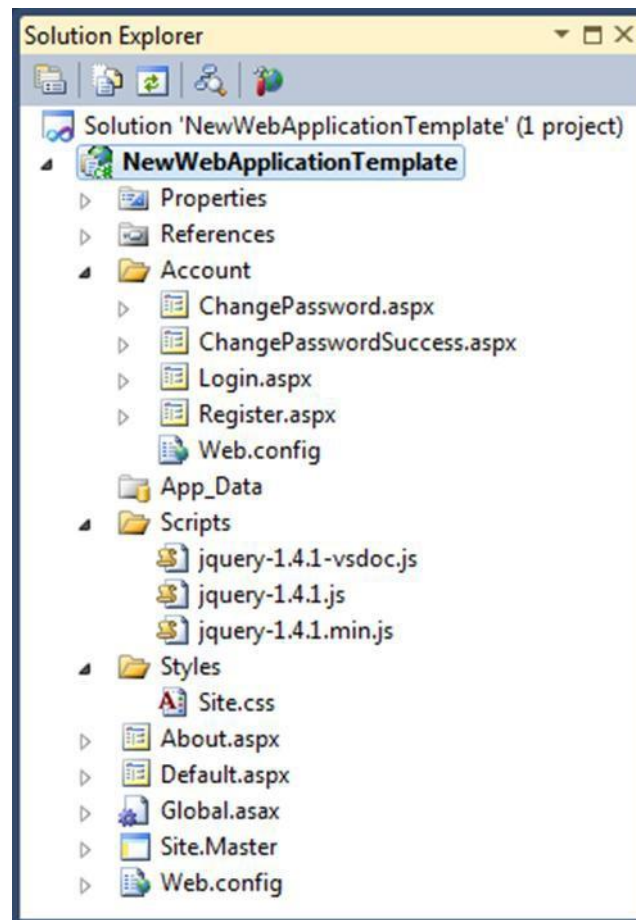 Solution Explorer
Solution 'NewWebApplicationTemplate' (1 project)
NewWebApplicationTemplate
Properties
References
Account
ChangePassword.aspx
ChangePasswordSuccess.aspx
Login.aspx
Register.aspx
Web.config
App_Data
Scripts
jquery-1.4.1-vsdoc.js
jquery-1.4.1.js
jquery-1.4.1.min.js
Styles
Site.css
About.aspx
Default.aspx
Global.asax
Site.Master
Web.config